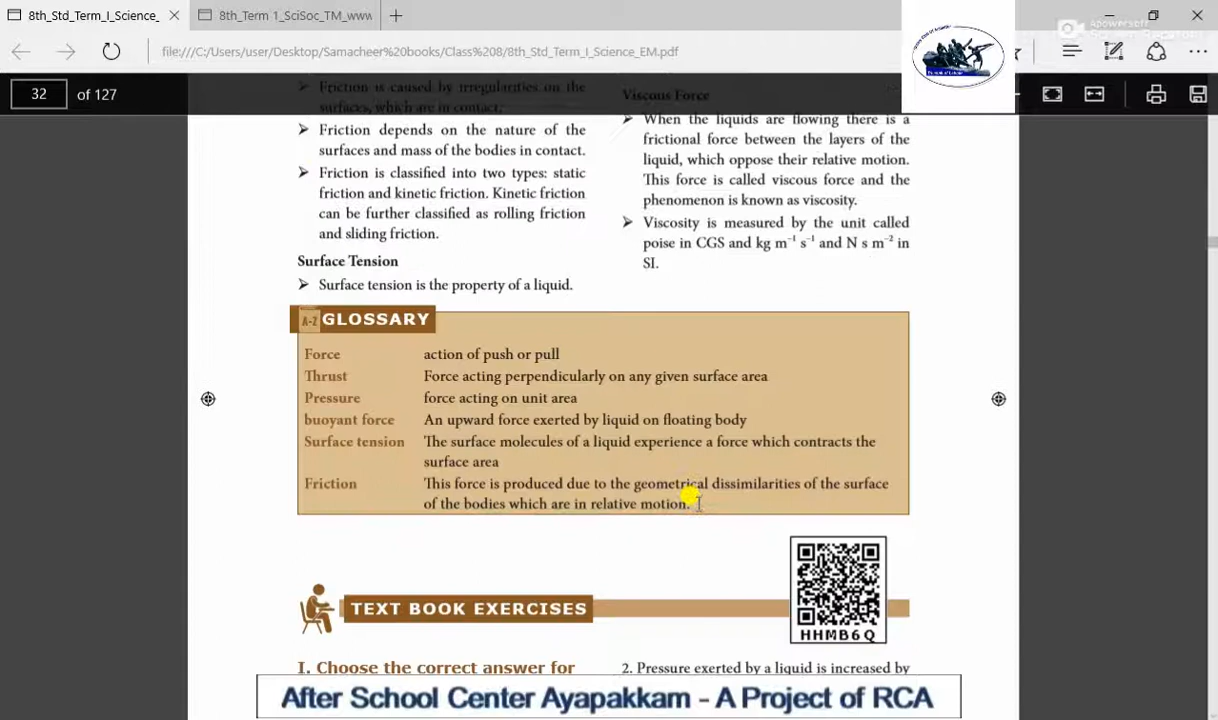 8th_Std_Term_I_Science_
8th_Term 1_SciSoc_TM_www
file:///C:/Users/user/Desktop/Samacheer%20books/Class%208/8th_Std_Term_I_Science_EM.pdf
32 of 127
Friction is caused by irregularities on the
surfaces, which are in contact.
Friction depends on the nature of the
surfaces and mass of the bodies in contact.
Friction is classified into two types: static
friction and kinetic friction. Kinetic friction
can be further classified as rolling friction
and sliding friction.
Surface Tension
Surface tension is the property of a liquid.
Viscous Force
When the liquids are flowing there is a
frictional force between the layers of the
liquid, which oppose their relative motion.
This force is called viscous force and the
phenomenon is known as viscosity.
Viscosity is measured by the unit called
poise in CGS and kg m⁻¹ s⁻¹ and N s m⁻² in
SI.
A-Z GLOSSARY
Force action of push or pull
Thrust Force acting perpendicularly on any given surface area
Pressure force acting on unit area
buoyant force An upward force exerted by liquid on floating body
Surface tension The surface molecules of a liquid experience a force which contracts the
surface area
Friction This force is produced due to the geometrical dissimilarities of the surface
of the bodies which are in relative motion.
HHMB6Q
TEXT BOOK EXERCISES
I. Choose the correct answer for
2. Pressure exerted by a liquid is increased by
After School Center Ayapakkam - A Project of RCA